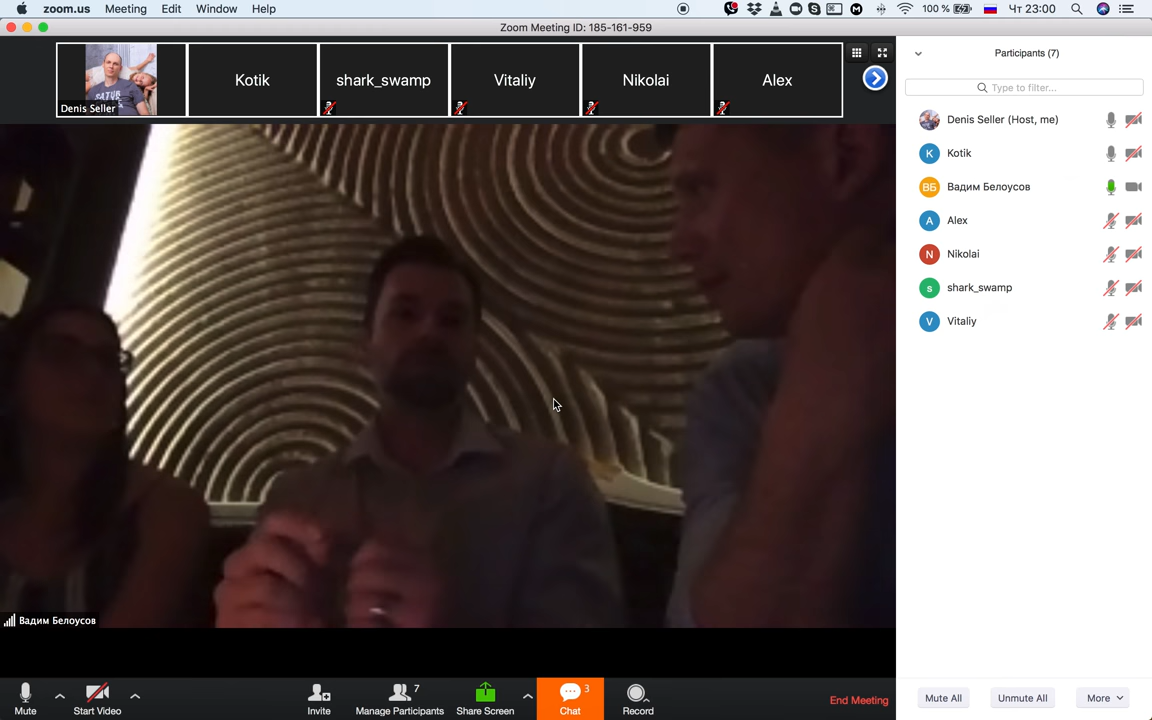 zoom.us Meeting Edit Window Help 100 % Чт 23:00
Zoom Meeting ID: 185-161-959
Denis Seller
Kotik
shark_swamp
Vitaliy
Nikolai
Alex
Participants (7)
Type to filter...
Denis Seller (Host, me)
K Kotik
ВБ Вадим Белоусов
A Alex
N Nikolai
s shark_swamp
V Vitaliy
Вадим Белоусов
Mute
Start Video
Invite
7
Manage Participants
Share Screen
3
Chat
Record
End Meeting
Mute All
Unmute All
More